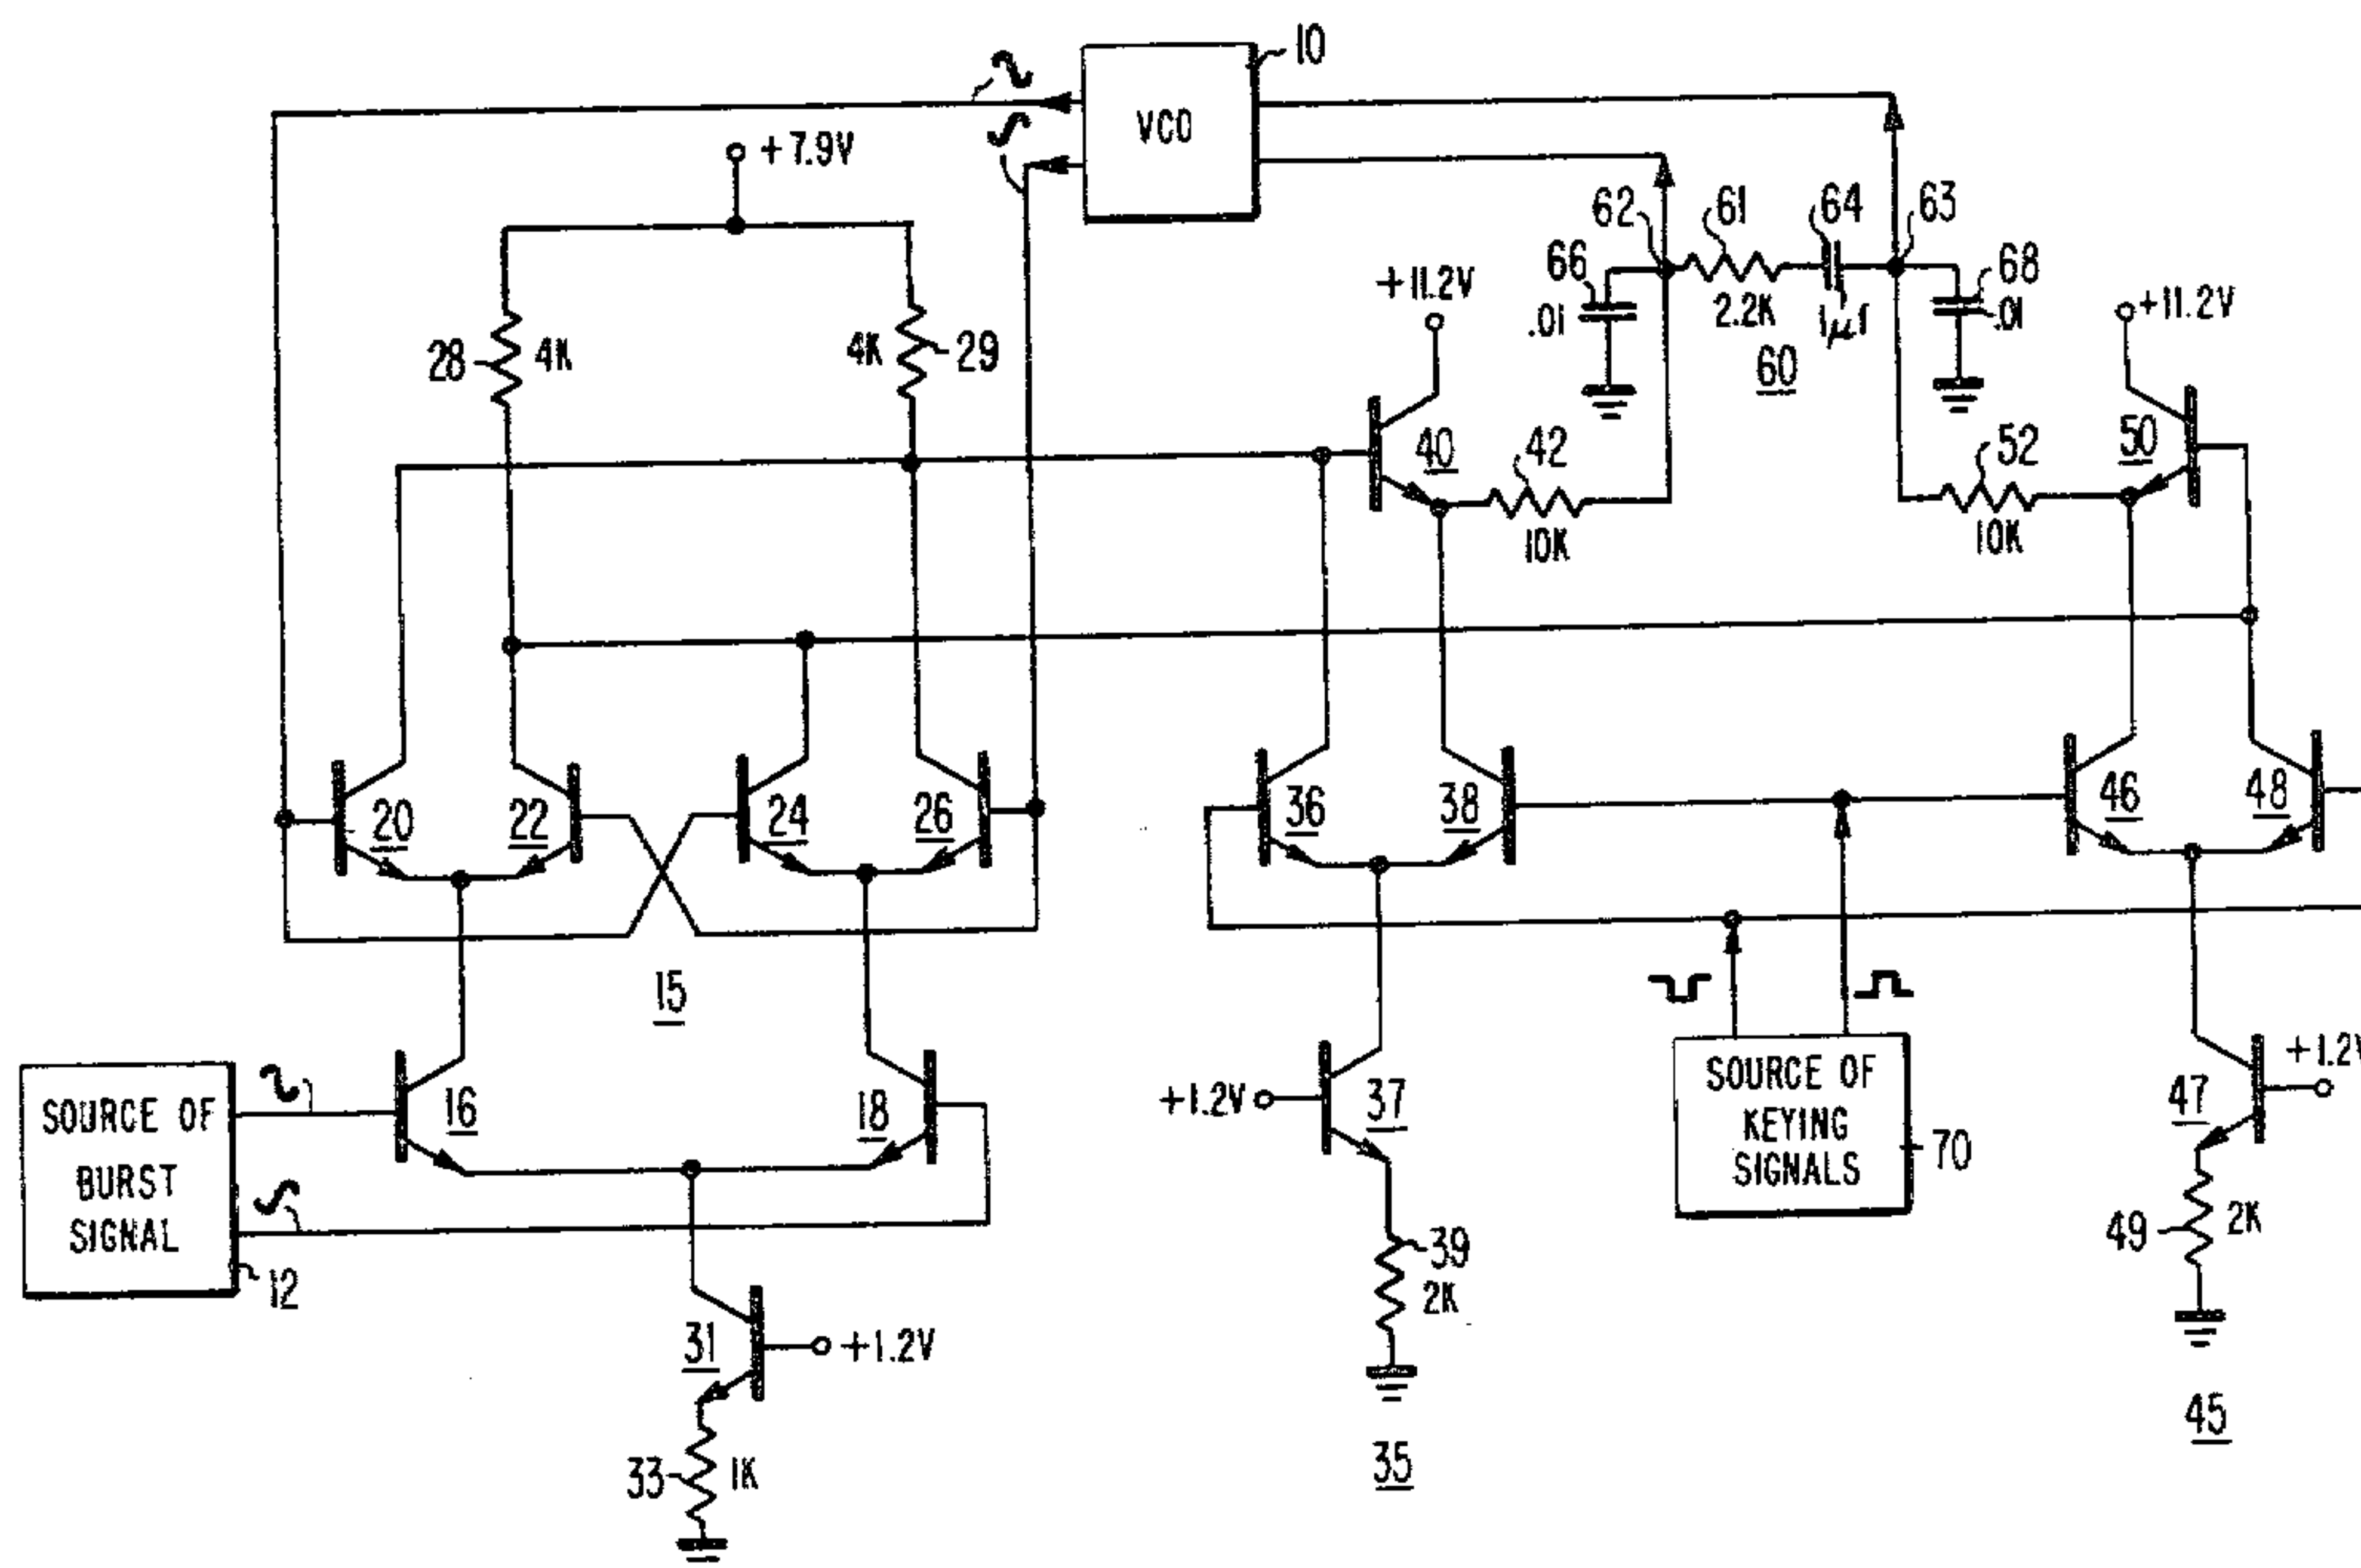 10
VCO
+7.9V
62
61
64
63
66
.01
2.2K
1µf
68
.01
60
+11.2V
+11.2V
28
4K
4K
29
40
42
10K
52
10K
50
20
22
24
26
36
38
46
48
15
SOURCE OF
BURST
SIGNAL
12
16
18
+1.2V
37
39
2K
SOURCE OF
KEYING
SIGNALS
70
+1.2V
47
49
2K
31
+1.2V
33
1K
35
45